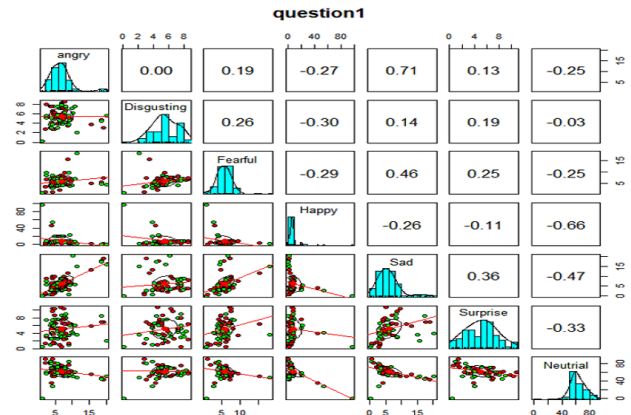 question1
0 2 4 6 8 0 40 80 0 4 8
angry 0.00 0.19 -0.27 0.71 0.13 -0.25 5 15
0 2 4 6 8 Disgusting 0.26 -0.30 0.14 0.19 -0.03
Fearful -0.29 0.46 0.25 -0.25 5 15
0 40 80 Happy -0.26 -0.11 -0.66
Sad 0.36 -0.47 0 5 15
0 4 8 Surprise -0.33
Neutrial 0 40 80
5 15 5 10 0 5 15 0 40 80